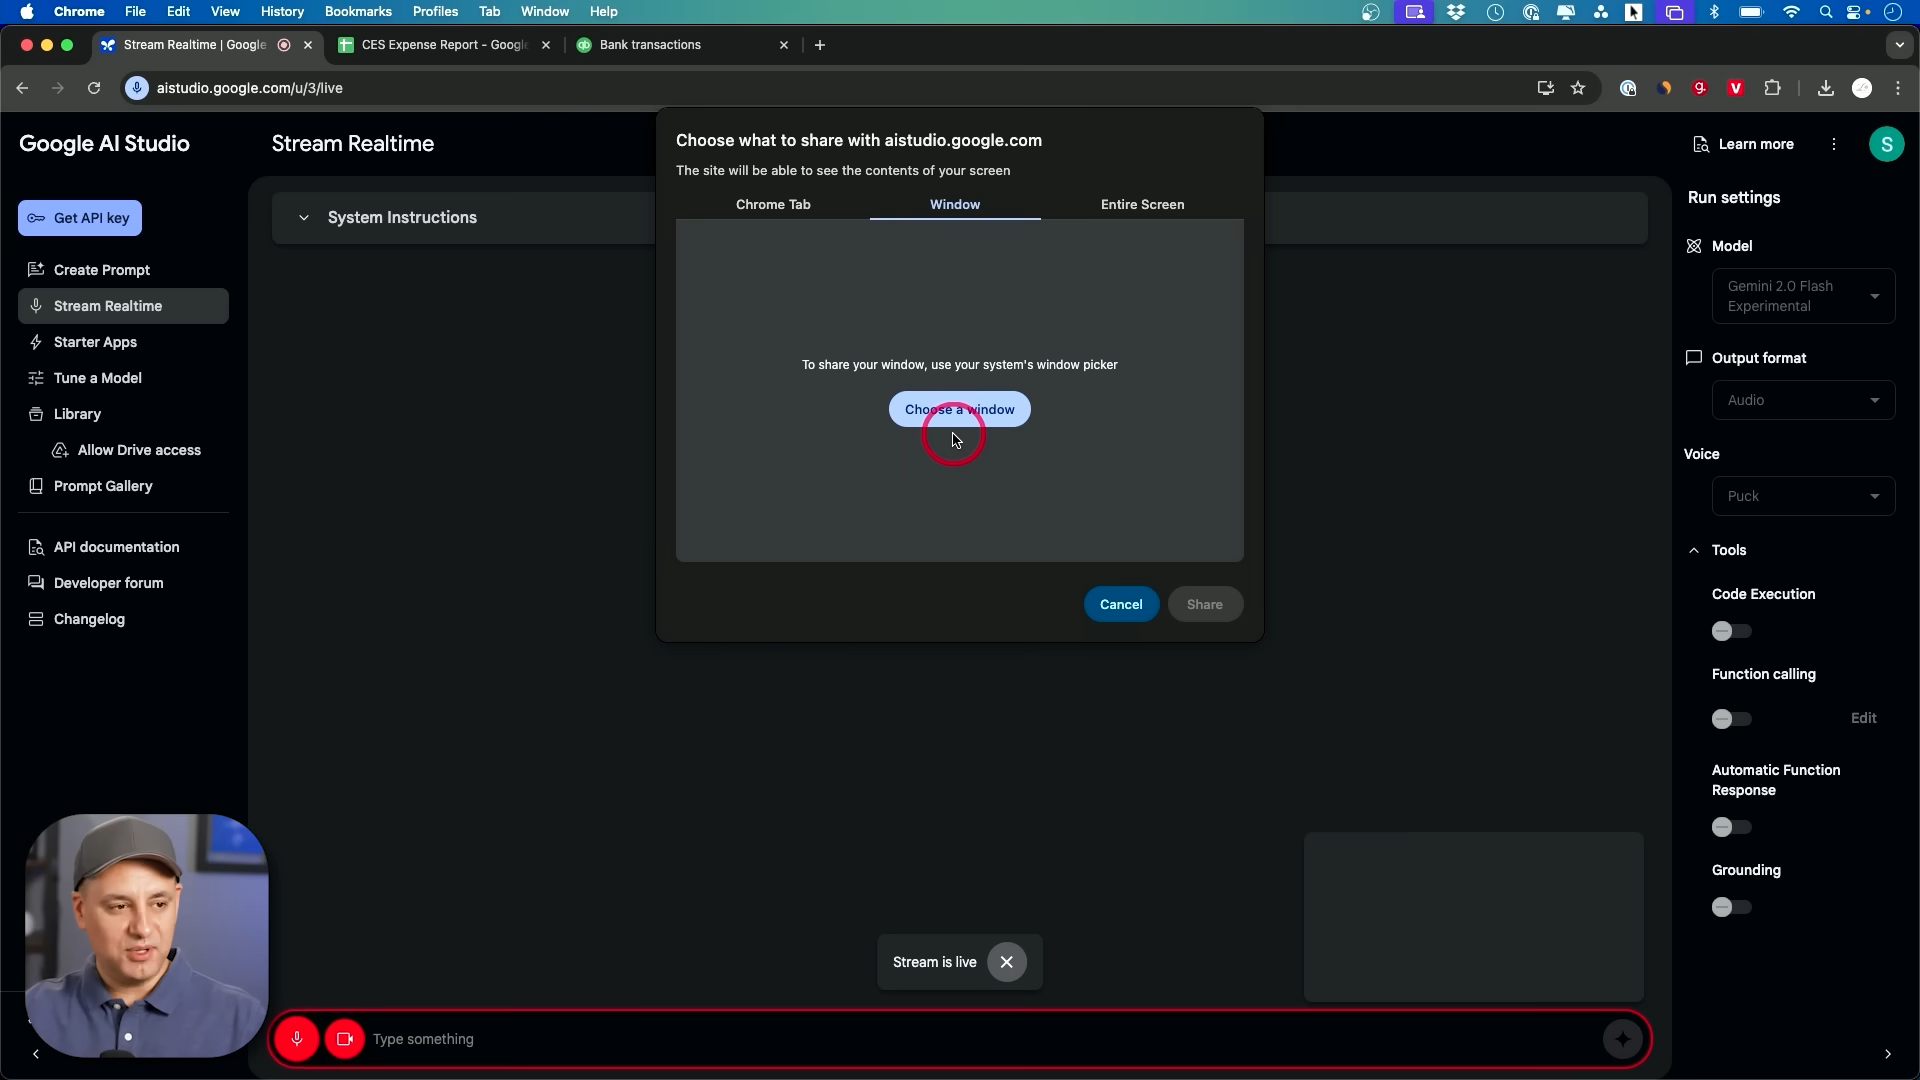 Chrome File Edit View History Bookmarks Profiles Tab Window Help
Stream Realtime | Google
CES Expense Report - Google
Bank transactions
aistudio.google.com/u/3/live
Google AI Studio
Stream Realtime
Learn more
S
Get API key
Create Prompt
Stream Realtime
Starter Apps
Tune a Model
Library
Allow Drive access
Prompt Gallery
API documentation
Developer forum
Changelog
System Instructions
Choose what to share with aistudio.google.com
The site will be able to see the contents of your screen
Chrome Tab Window Entire Screen
To share your window, use your system's window picker
Choose a window
Cancel Share
Run settings
Model
Gemini 2.0 Flash
Experimental
Output format
Audio
Voice
Puck
Tools
Code Execution
Function calling
Edit
Automatic Function
Response
Grounding
Stream is live
Type something